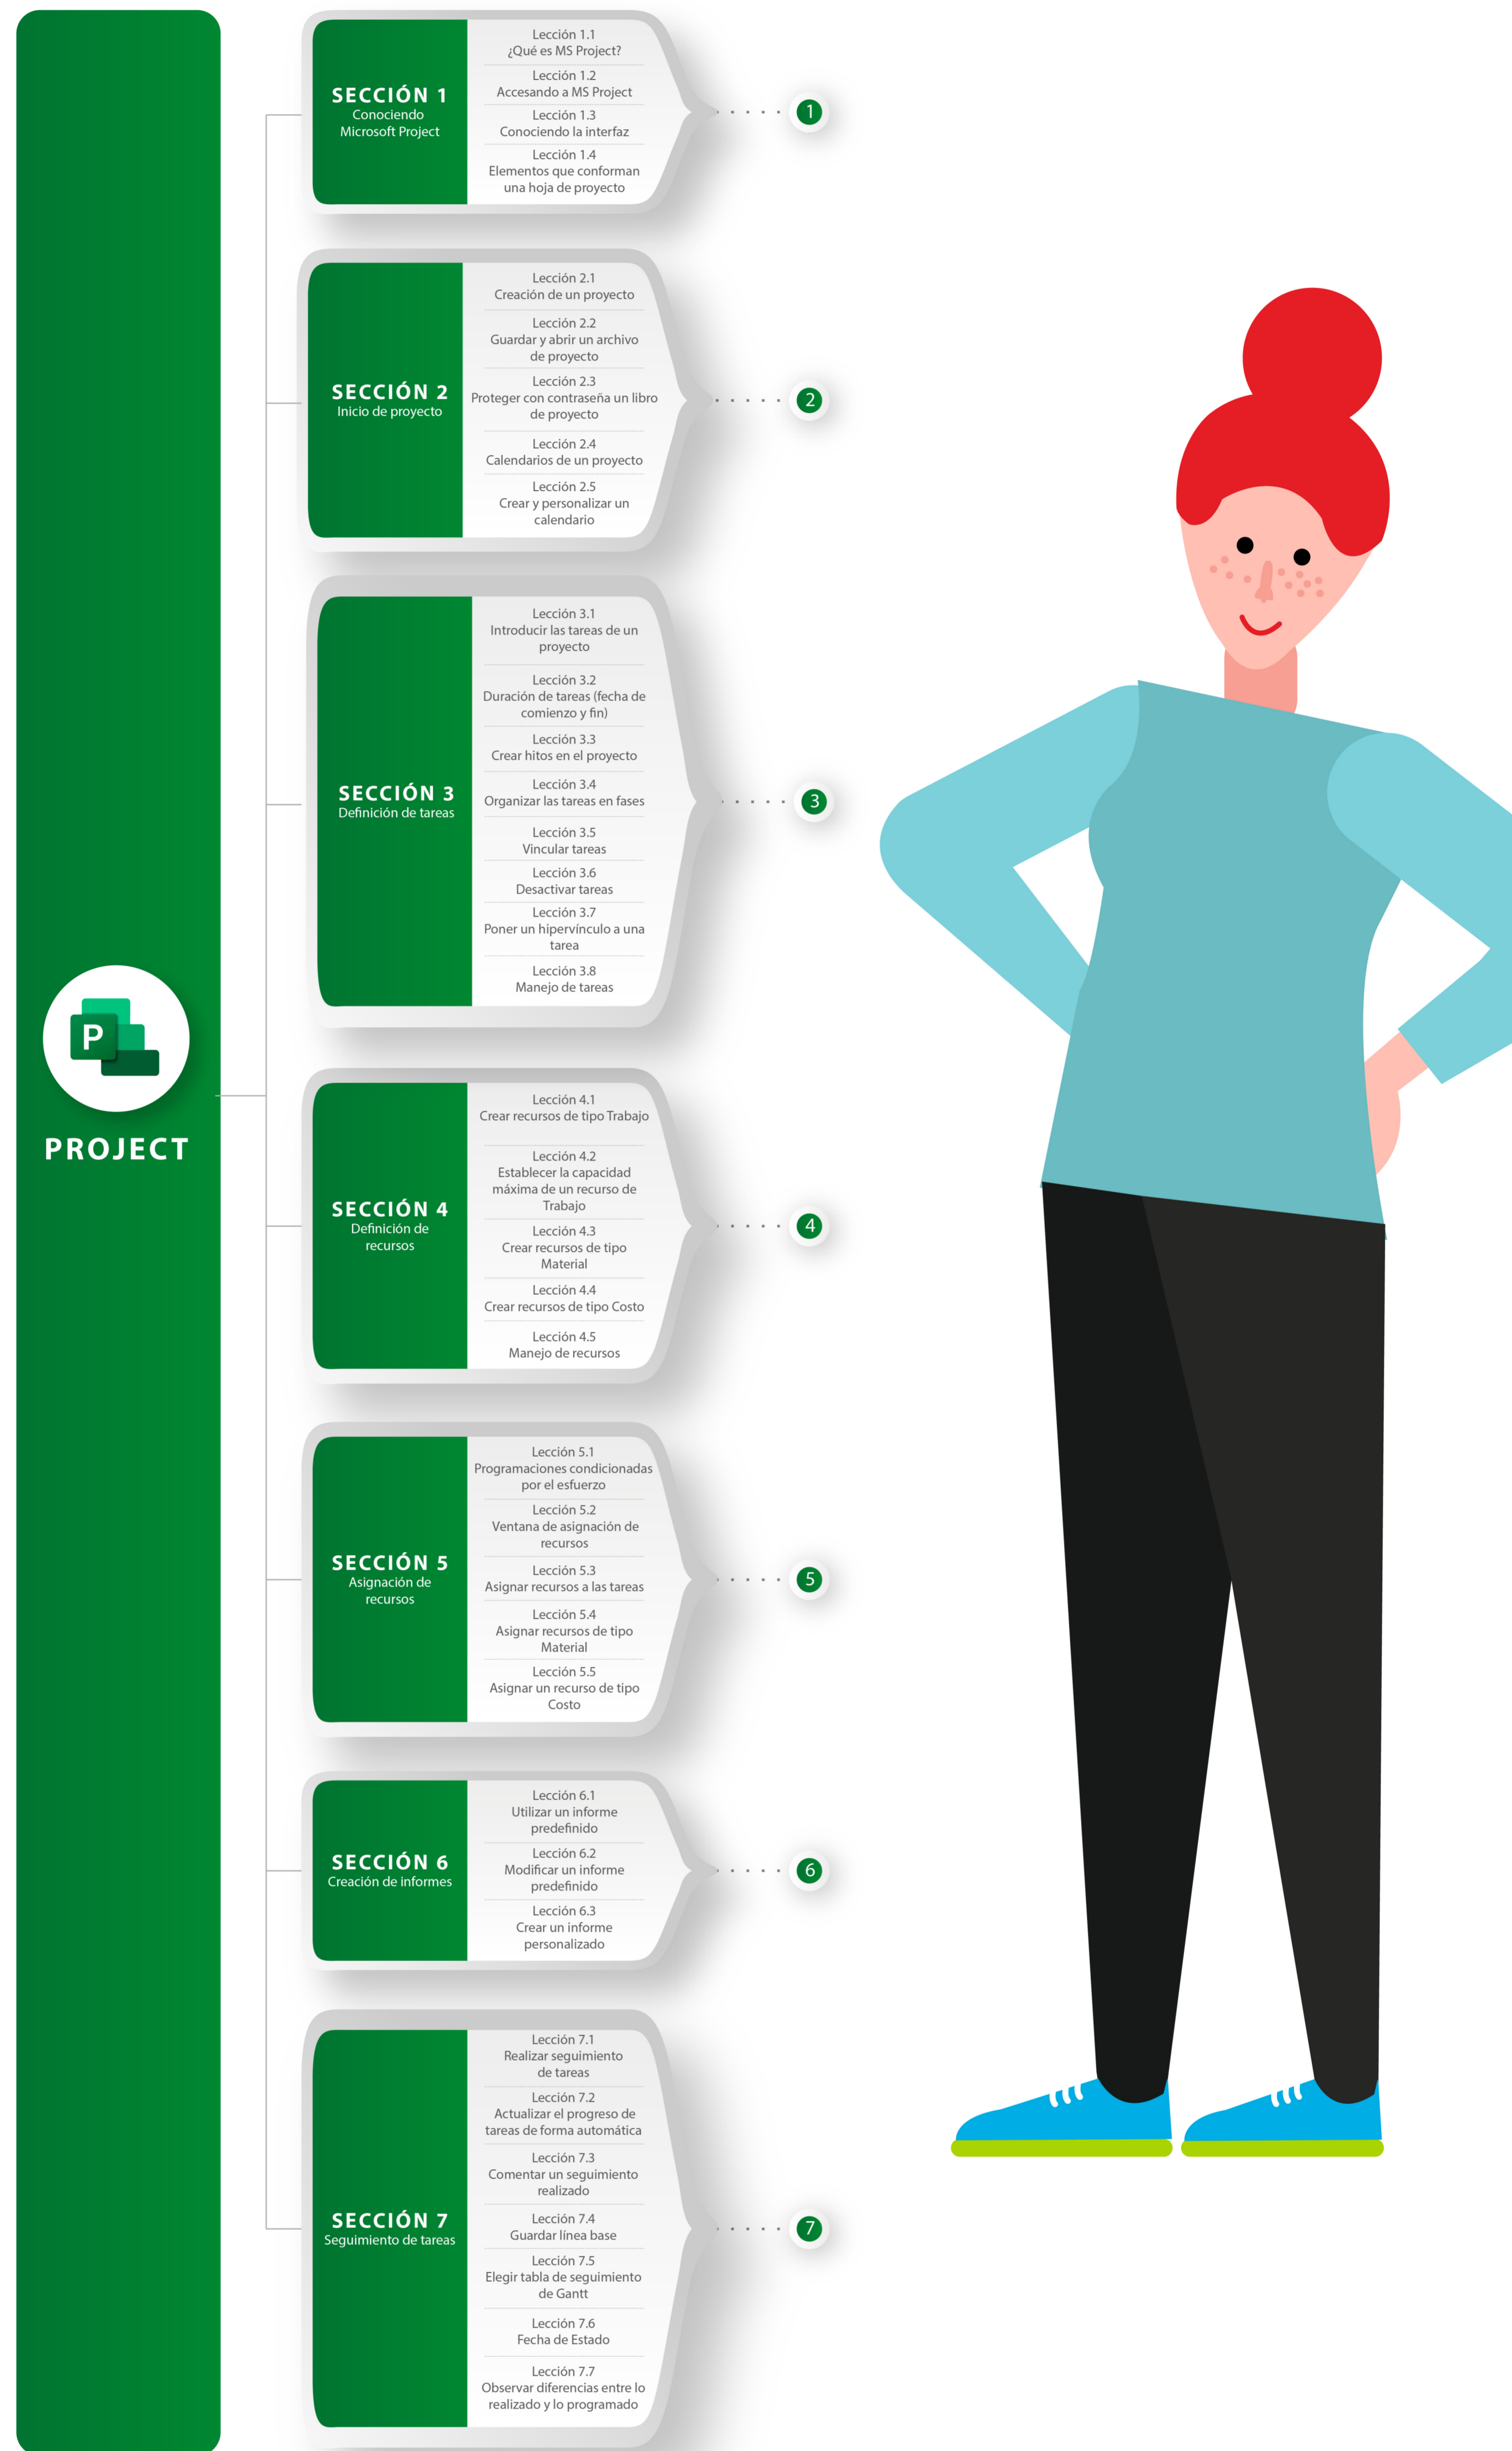 P
PROJECT
SECCIÓN 1
Conociendo
Microsoft Project
Lección 1.1
¿Qué es MS Project?
Lección 1.2
Accesando a MS Project
Lección 1.3
Conociendo la interfaz
Lección 1.4
Elementos que conforman
una hoja de proyecto
1
SECCIÓN 2
Inicio de proyecto
Lección 2.1
Creación de un proyecto
Lección 2.2
Guardar y abrir un archivo
de proyecto
Lección 2.3
Proteger con contraseña un libro
de proyecto
Lección 2.4
Calendarios de un proyecto
Lección 2.5
Crear y personalizar un
calendario
2
SECCIÓN 3
Definición de tareas
Lección 3.1
Introducir las tareas de un
proyecto
Lección 3.2
Duración de tareas (fecha de
comienzo y fin)
Lección 3.3
Crear hitos en el proyecto
Lección 3.4
Organizar las tareas en fases
Lección 3.5
Vincular tareas
Lección 3.6
Desactivar tareas
Lección 3.7
Poner un hipervínculo a una
tarea
Lección 3.8
Manejo de tareas
3
SECCIÓN 4
Definición de
recursos
Lección 4.1
Crear recursos de tipo Trabajo
Lección 4.2
Establecer la capacidad
máxima de un recurso de
Trabajo
Lección 4.3
Crear recursos de tipo
Material
Lección 4.4
Crear recursos de tipo Costo
Lección 4.5
Manejo de recursos
4
SECCIÓN 5
Asignación de
recursos
Lección 5.1
Programaciones condicionadas
por el esfuerzo
Lección 5.2
Ventana de asignación de
recursos
Lección 5.3
Asignar recursos a las tareas
Lección 5.4
Asignar recursos de tipo
Material
Lección 5.5
Asignar un recurso de tipo
Costo
5
SECCIÓN 6
Creación de informes
Lección 6.1
Utilizar un informe
predefinido
Lección 6.2
Modificar un informe
predefinido
Lección 6.3
Crear un informe
personalizado
6
SECCIÓN 7
Seguimiento de tareas
Lección 7.1
Realizar seguimiento
de tareas
Lección 7.2
Actualizar el progreso de
tareas de forma automática
Lección 7.3
Comentar un seguimiento
realizado
Lección 7.4
Guardar línea base
Lección 7.5
Elegir tabla de seguimiento
de Gantt
Lección 7.6
Fecha de Estado
Lección 7.7
Observar diferencias entre lo
realizado y lo programado
7